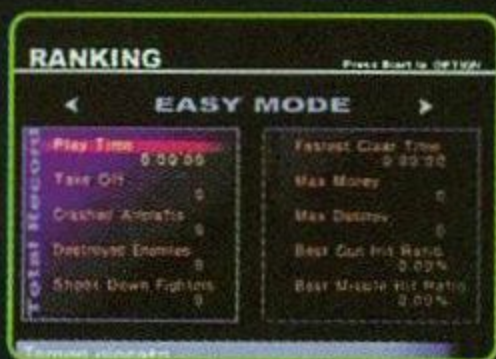 RANKING
Press Start to OPTION
EASY MODE
Total Record
Play Time
0:00'00
Take Off
0
Crashed Aircrafts
0
Destroyed Enemies
0
Shoot Down Fighters
0
Fastest Clear Time
0:00'00
Max Money
0
Max Destroy
0
Best Gun Hit Ratio
0.00%
Best Missile Hit Ratio
0.00%
Tempo giocato